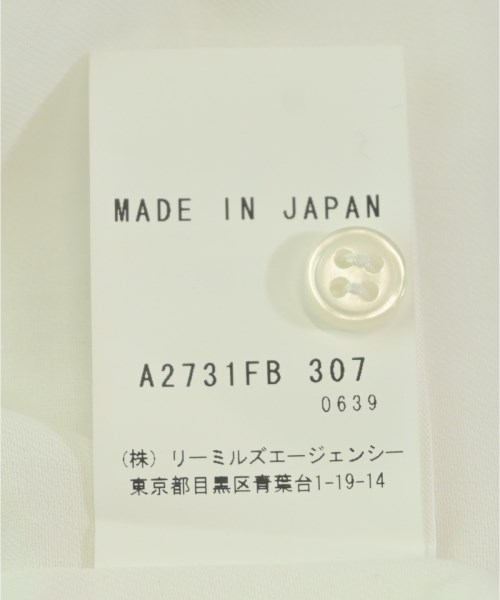 MADE IN JAPAN
A2731FB 307
0639
(株) リーミルズエージェンシー
東京都目黒区青葉台1-19-14